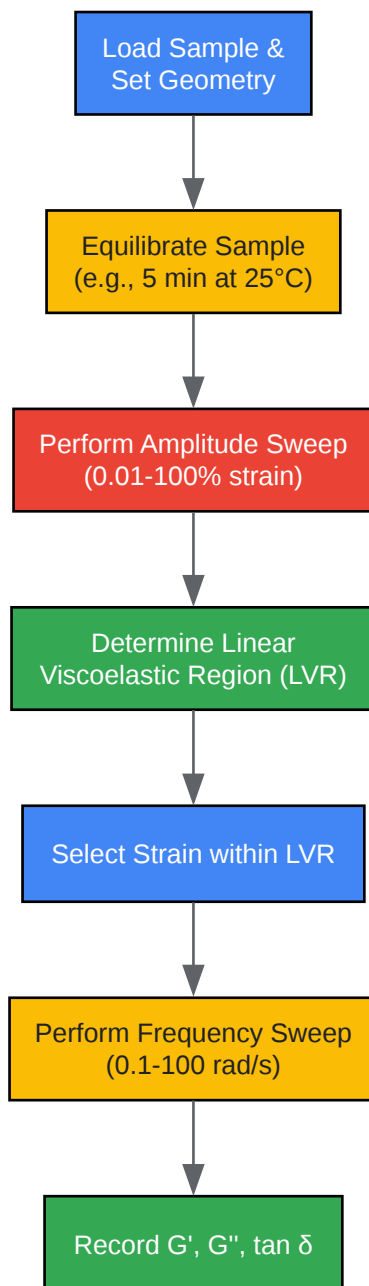 Load Sample &
Set Geometry
Equilibrate Sample
(e.g., 5 min at 25°C)
Perform Amplitude Sweep
(0.01-100% strain)
Determine Linear
Viscoelastic Region (LVR)
Select Strain within LVR
Perform Frequency Sweep
(0.1-100 rad/s)
Record G', G'', tan δ